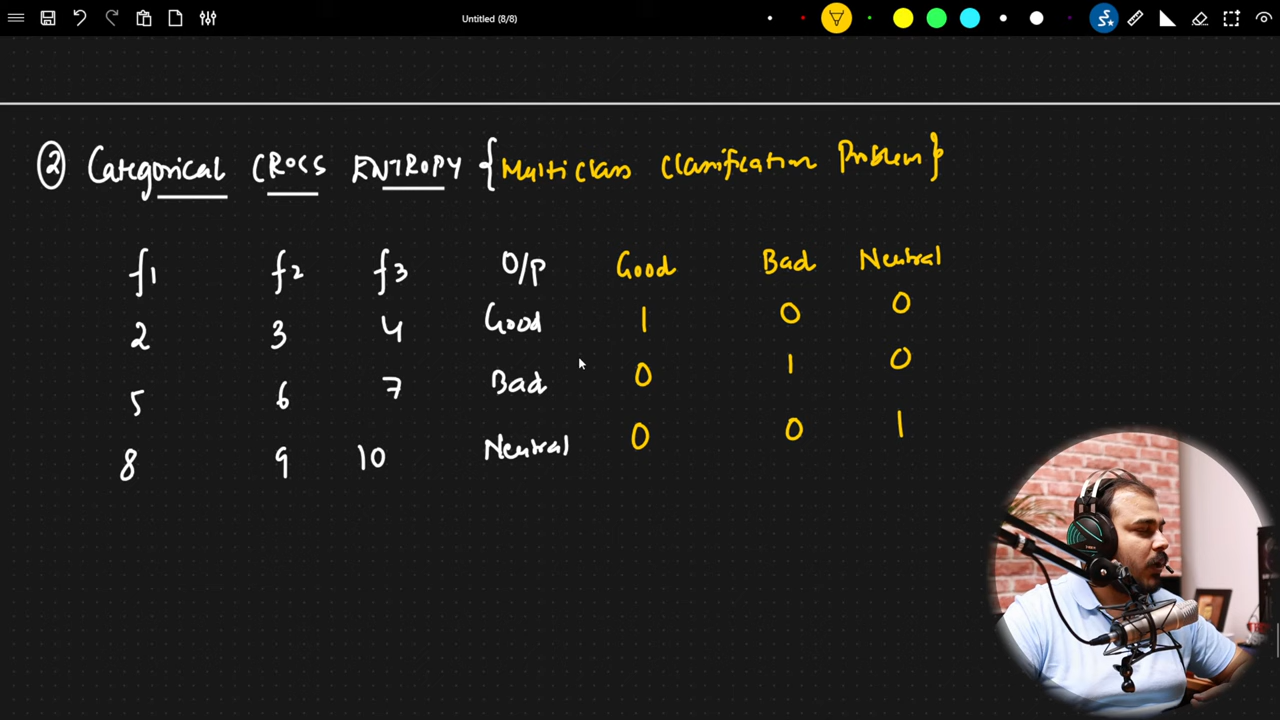 Untitled (8/8)
② Categorical CROSS ENTROPY {Multiclass Classification Problem}
f1 f2 f3 O/P Good Bad Neutral
2 3 4 Good 1 0 0
5 6 7 Bad 0 1 0
8 9 10 Neutral 0 0 1